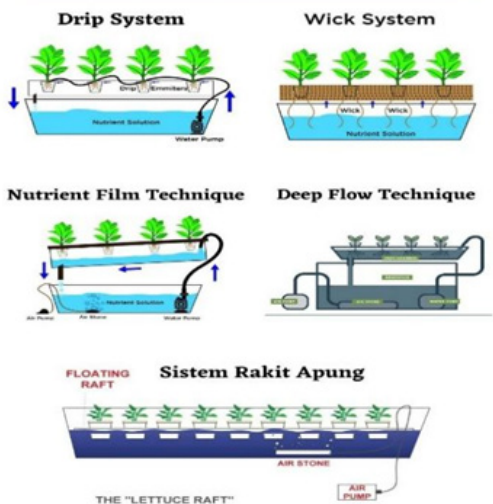 Drip System
Drip Emmiters
Nutrient Solution
Water Pump
Wick System
Wick
Wick
Nutrient Solution
Nutrient Film Technique
Nutrient Solution
Air Pump
Air Stone
Water Pump
Deep Flow Technique
Sistem Rakit Apung
FLOATING
RAFT
AIR STONE
AIR
PUMP
THE "LETTUCE RAFT"